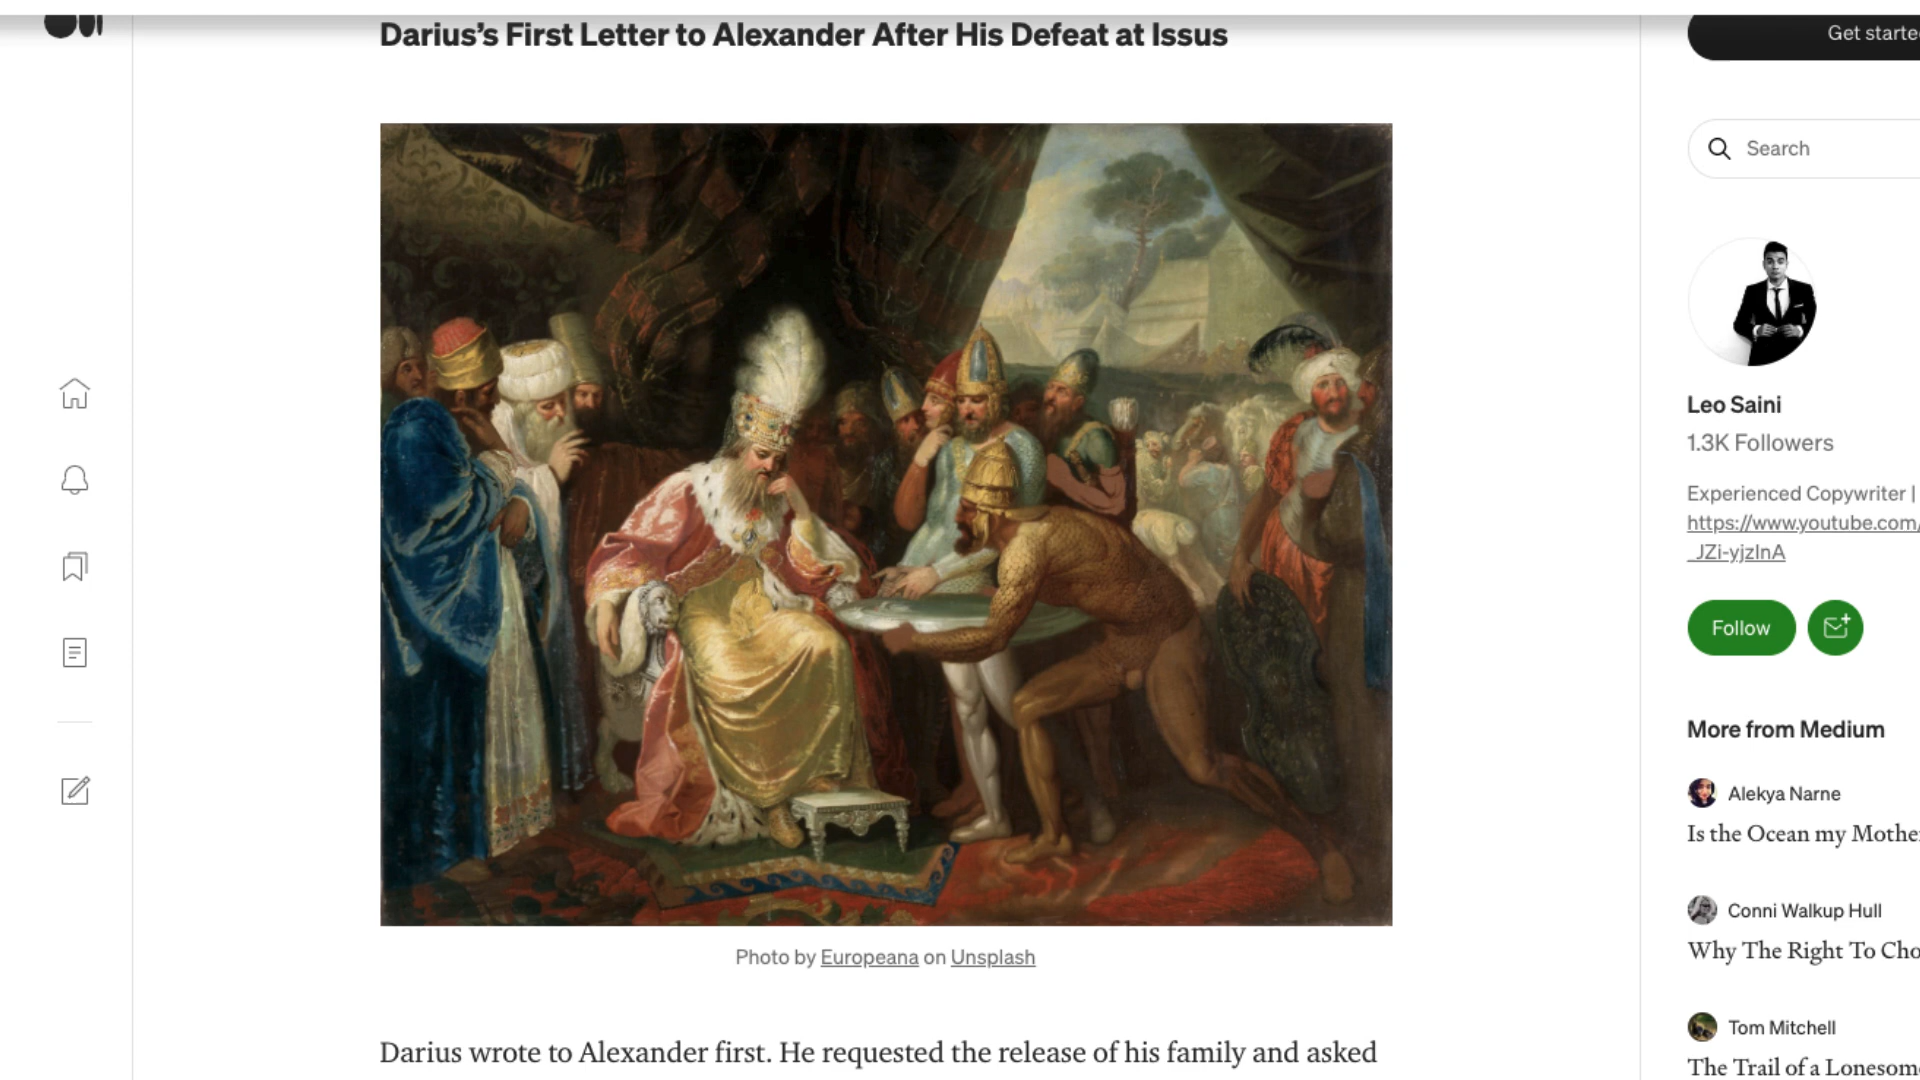 Darius’s First Letter to Alexander After His Defeat at Issus
Photo by Europeana on Unsplash
Darius wrote to Alexander first. He requested the release of his family and asked
Get starte
Search
Leo Saini
1.3K Followers
Experienced Copywriter |
https://www.youtube.com/
_JZi-yjzInA
Follow
More from Medium
Alekya Narne
Is the Ocean my Mothe
Conni Walkup Hull
Why The Right To Cho
Tom Mitchell
The Trail of a Lonesom